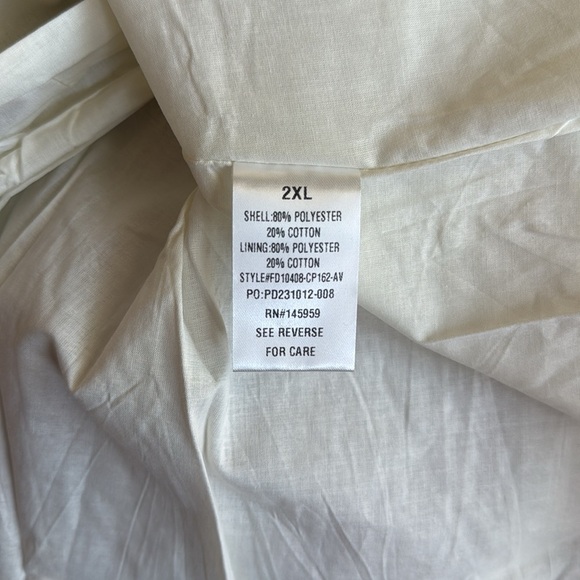 2XL
SHELL:80% POLYESTER
20% COTTON
LINING:80% POLYESTER
20% COTTON
STYLE#FD10408-CP162-AV
PO:PD231012-008
RN#145959
SEE REVERSE
FOR CARE